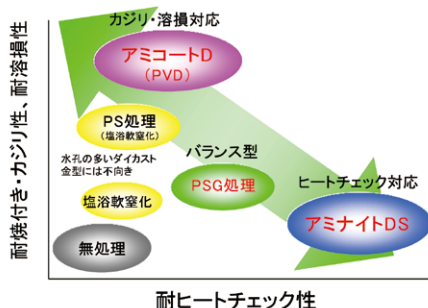 カジリ・溶損対応
アミコートD
(PVD)
PS処理
(塩浴軟窒化)
水孔の多いダイカスト
金型には不向き
バランス型
PSG処理
ヒートチェック対応
塩浴軟窒化
アミナイトDS
無処理
耐焼付き・カジリ性、耐溶損性
耐ヒートチェック性